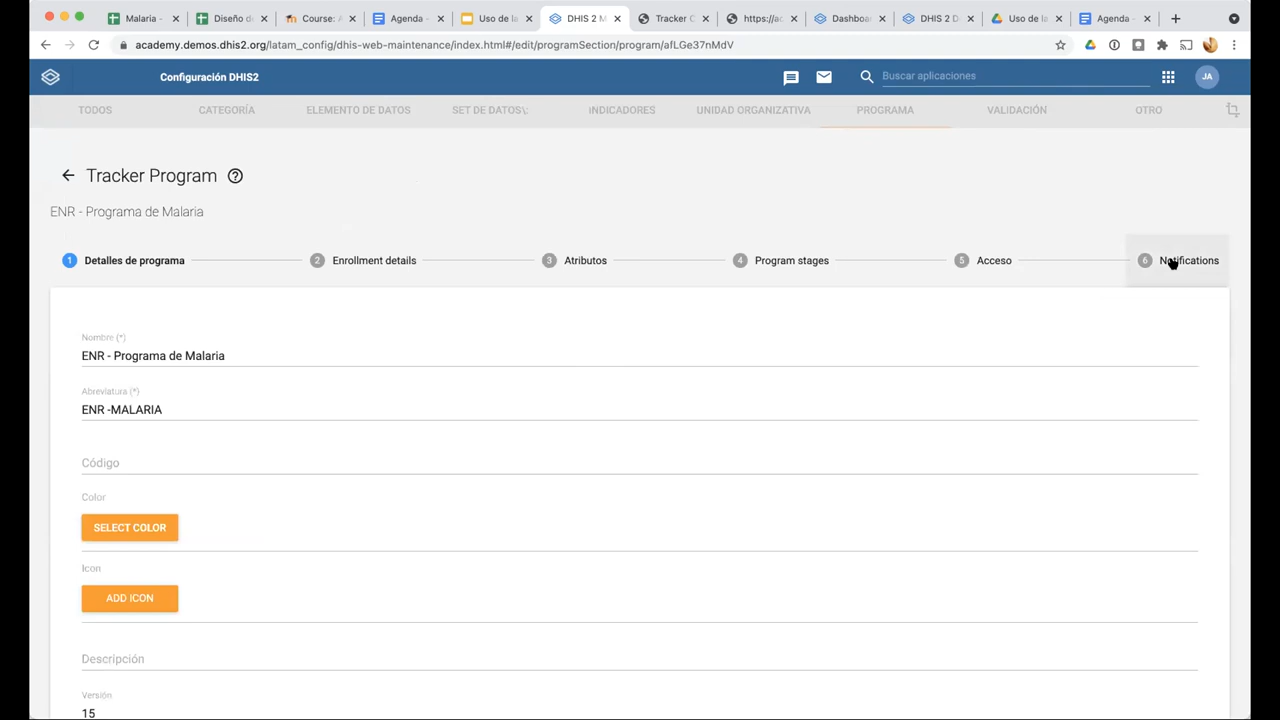 Malaria -
Diseño d
Course: A
Agenda -
Uso de la
DHIS 2 M
Tracker C
https://ac
Dashboar
DHIS 2 D
Uso de la
Agenda -
academy.demos.dhis2.org/latam_config/dhis-web-maintenance/index.html#/edit/programSection/program/afLGe37nMdV
Configuración DHIS2
Buscar aplicaciones
JA
TODOS
CATEGORÍA
ELEMENTO DE DATOS
SET DE DATOS\:
INDICADORES
UNIDAD ORGANIZATIVA
PROGRAMA
VALIDACIÓN
OTRO
Tracker Program
ENR - Programa de Malaria
1 Detalles de programa
2 Enrollment details
3 Atributos
4 Program stages
5 Acceso
6 Notifications
Nombre (*)
ENR - Programa de Malaria
Abreviatura (*)
ENR -MALARIA
Código
Color
SELECT COLOR
Icon
ADD ICON
Descripción
Versión
15